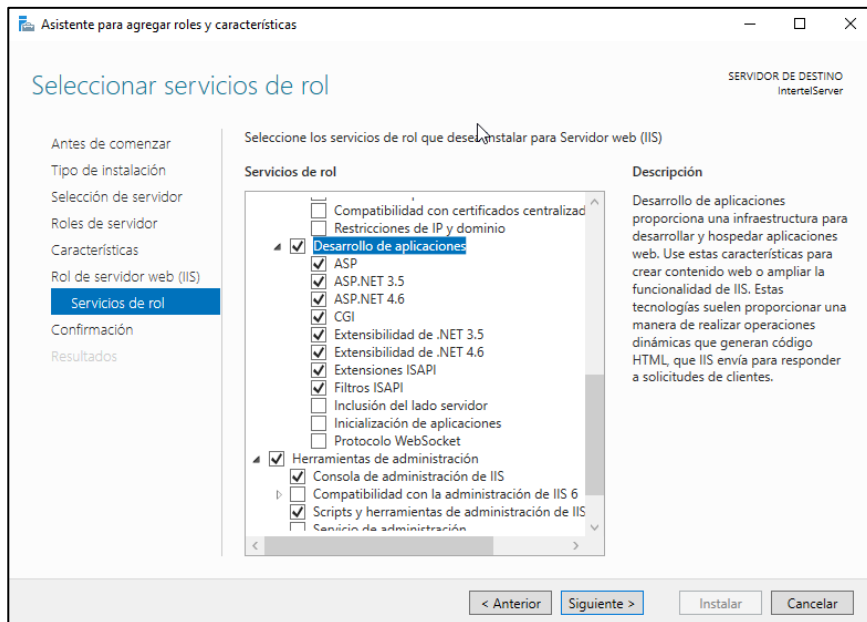 Asistente para agregar roles y características
Seleccionar servicios de rol
SERVIDOR DE DESTINO
IntertelServer
Antes de comenzar
Tipo de instalación
Selección de servidor
Roles de servidor
Características
Rol de servidor web (IIS)
Servicios de rol
Confirmación
Resultados
Seleccione los servicios de rol que desea instalar para Servidor web (IIS)
Servicios de rol
Compatibilidad con certificados centralizad
Restricciones de IP y dominio
Desarrollo de aplicaciones
ASP
ASP.NET 3.5
ASP.NET 4.6
CGI
Extensibilidad de .NET 3.5
Extensibilidad de .NET 4.6
Extensiones ISAPI
Filtros ISAPI
Inclusión del lado servidor
Inicialización de aplicaciones
Protocolo WebSocket
Herramientas de administración
Consola de administración de IIS
Compatibilidad con la administración de IIS 6
Scripts y herramientas de administración de IIS
Servicio de administración
Descripción
Desarrollo de aplicaciones
proporciona una infraestructura para
desarrollar y hospedar aplicaciones
web. Use estas características para
crear contenido web o ampliar la
funcionalidad de IIS. Estas
tecnologías suelen proporcionar una
manera de realizar operaciones
dinámicas que generan código
HTML, que IIS envía para responder
a solicitudes de clientes.
< Anterior
Siguiente >
Instalar
Cancelar